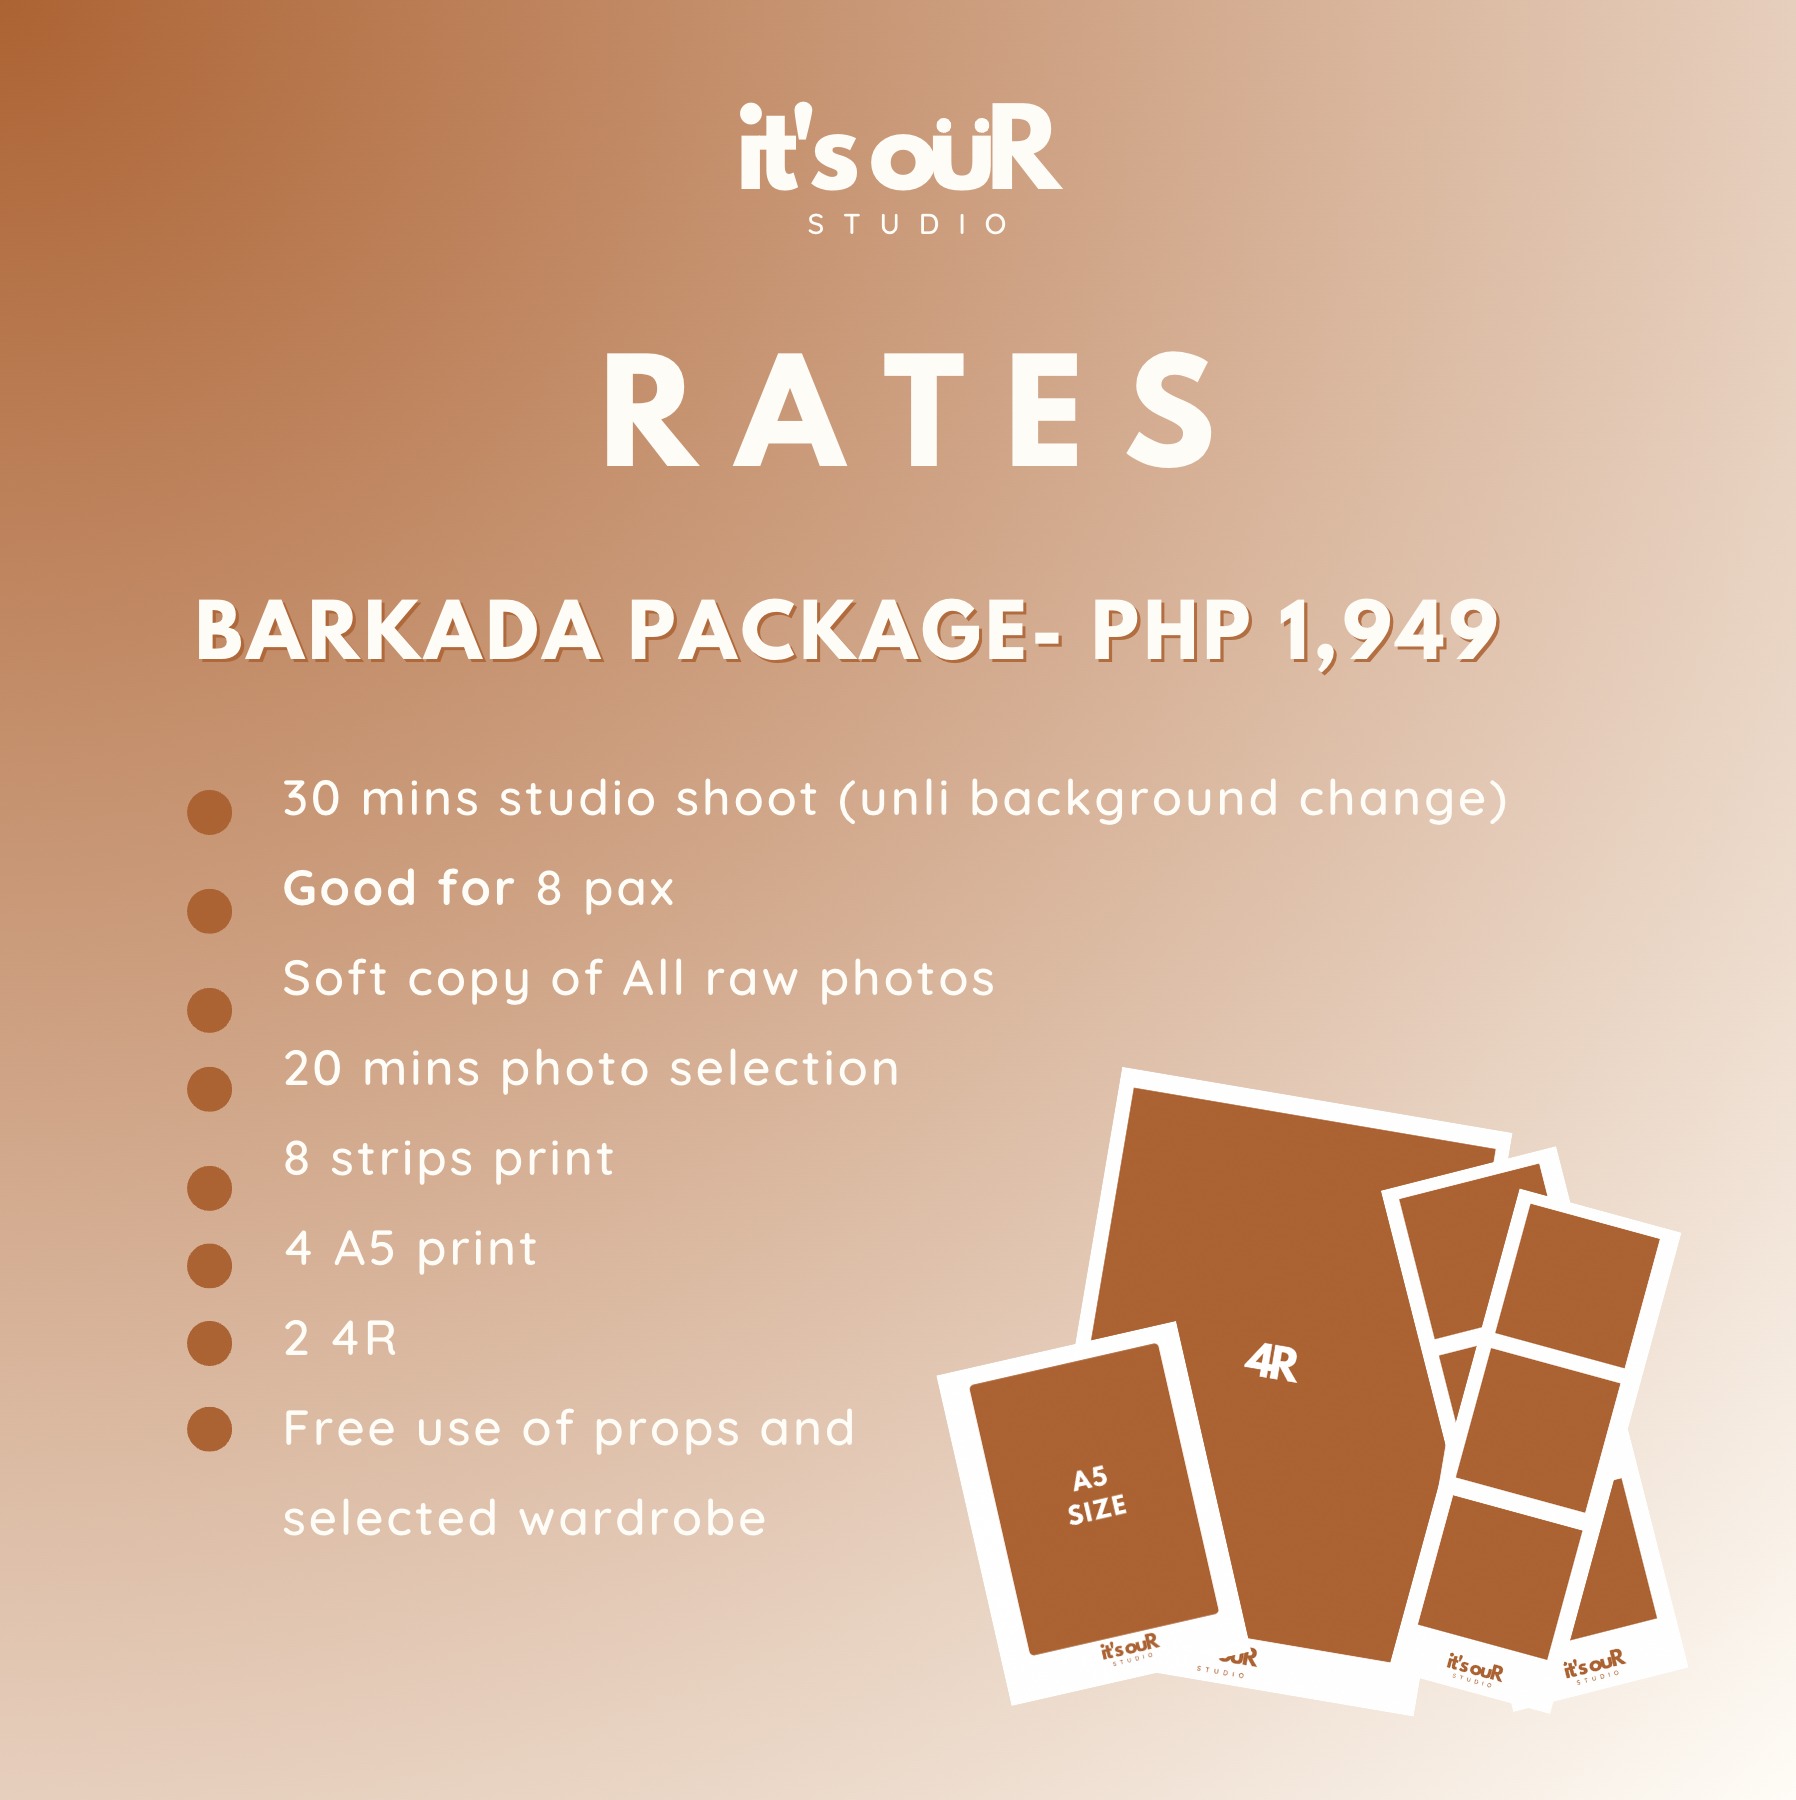 it's oüR
STUDIO
RATES
BARKADA PACKAGE- PHP 1,949
30 mins studio shoot (unli background change)
Good for 8 pax
Soft copy of All raw photos
20 mins photo selection
8 strips print
4 A5 print
2 4R
Free use of props and
selected wardrobe
4R
A5
SIZE
it's ouR
STUDIO
ouR
STUDIO
it's ouR
STUDIO
it's ouR
STUDIO